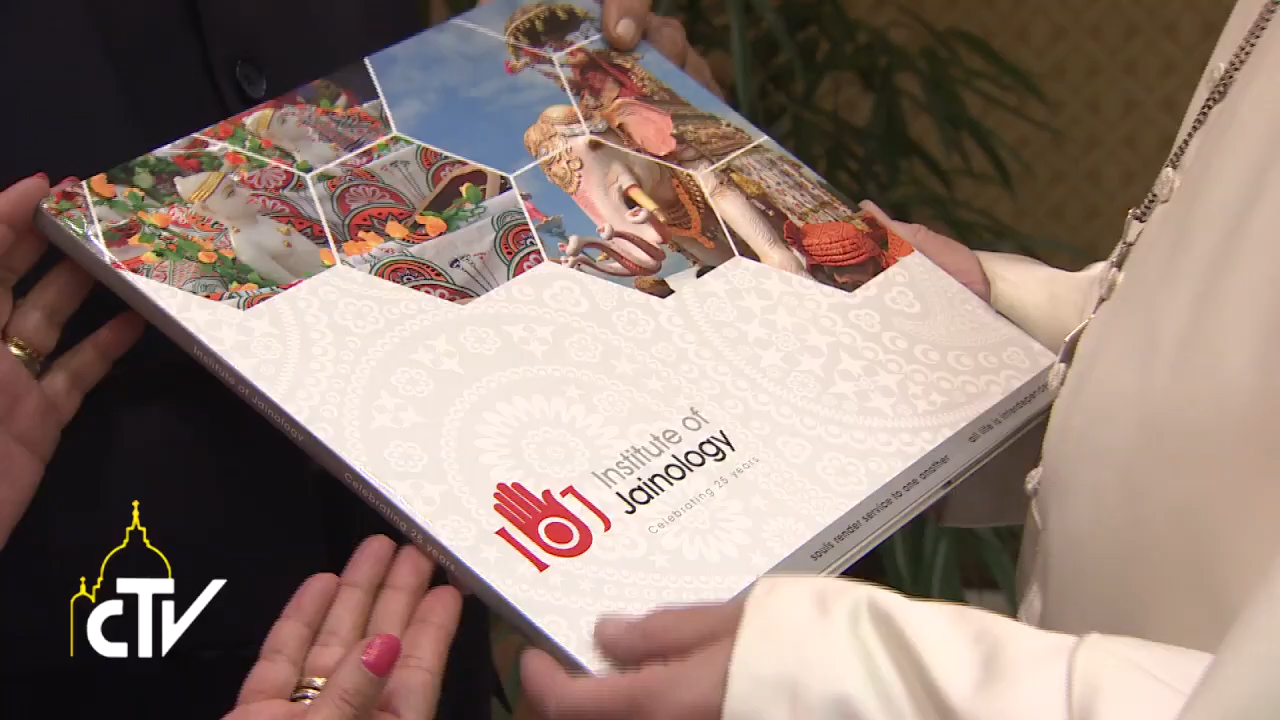 Institute of Jainology
Celebrating 25 years
IOJ
Institute of
Jainology
Celebrating 25 years
souls render service to one another
all life is interdependent
CTV